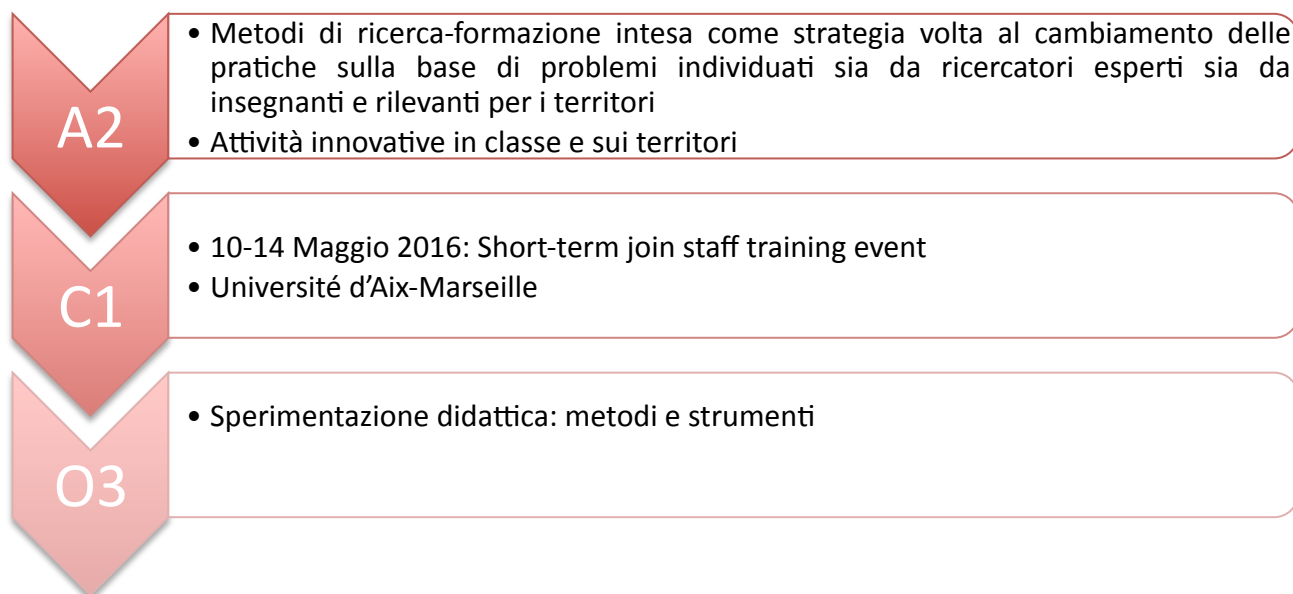 A2
• Metodi di ricerca-formazione intesa come strategia volta al cambiamento delle
pratiche sulla base di problemi individuati sia da ricercatori esperti sia da
insegnanti e rilevanti per i territori
• Attività innovative in classe e sui territori
C1
• 10-14 Maggio 2016: Short-term join staff training event
• Université d’Aix-Marseille
O3
• Sperimentazione didattica: metodi e strumenti